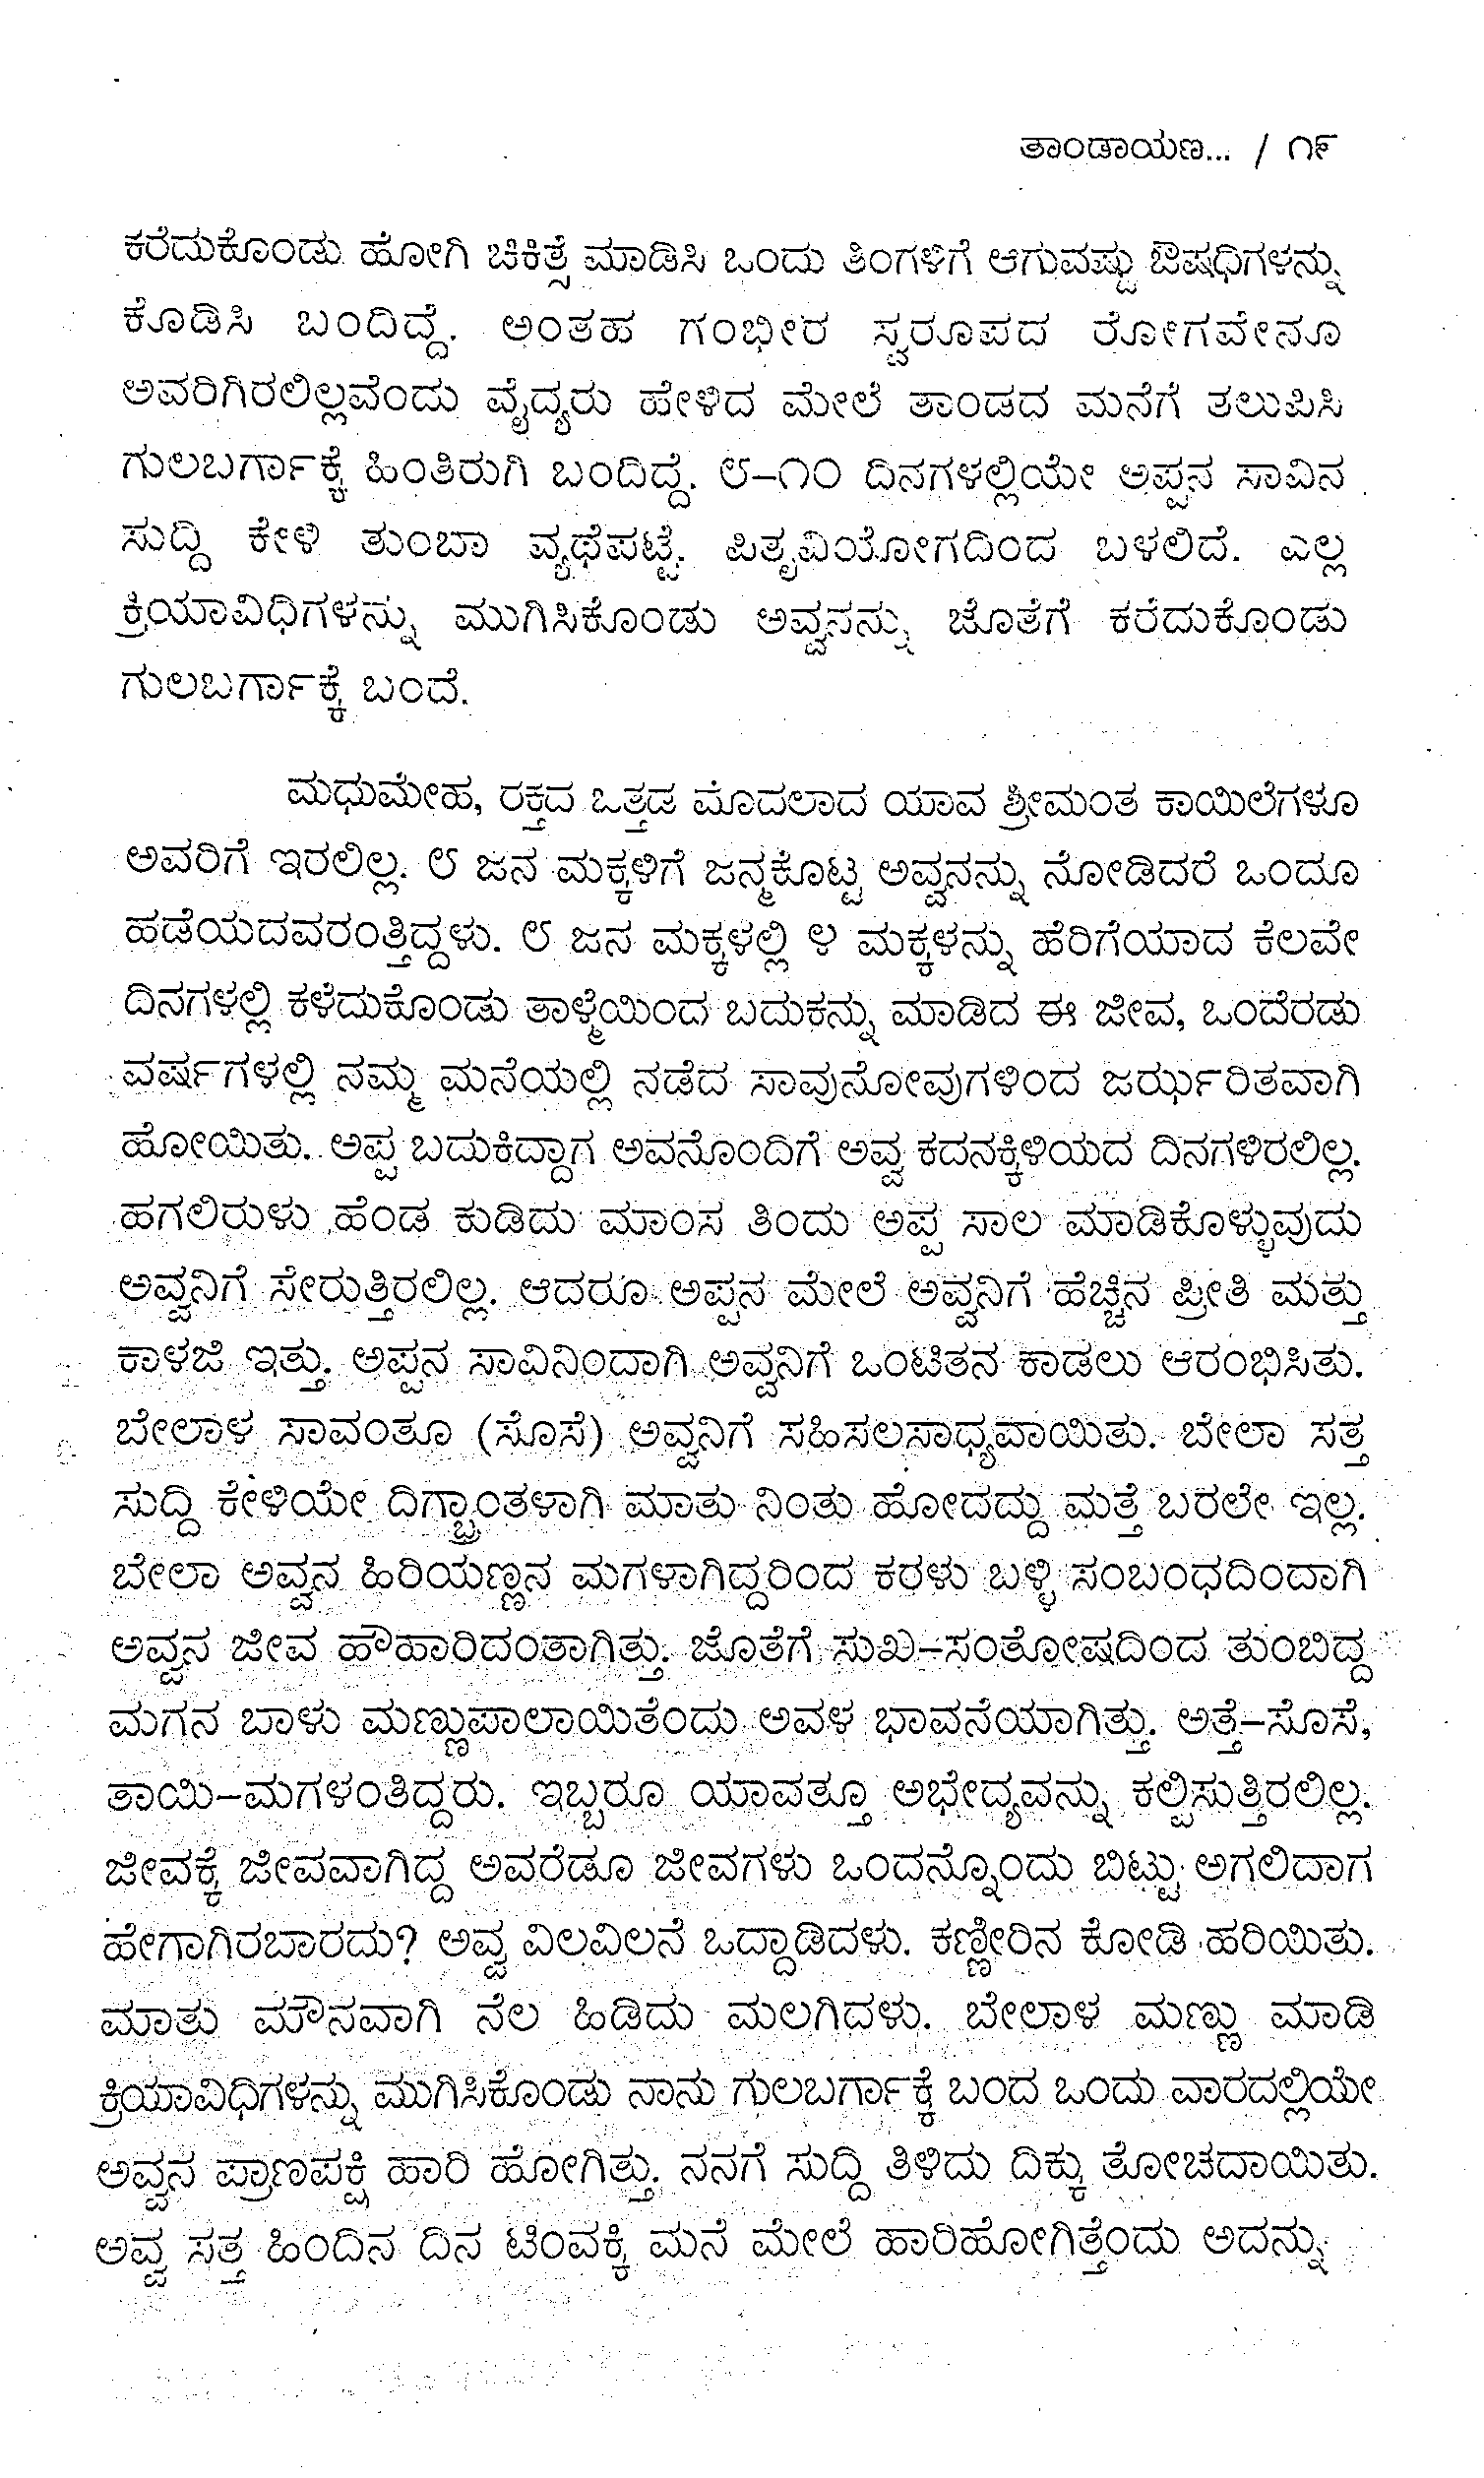 ತಾಂಡಾಯಣ... / ೧೯
ಕರೆದುಕೊಂಡು ಹೋಗಿ ಚಿಕಿತ್ಸೆ ಮಾಡಿಸಿ ಒಂದು ತಿಂಗಳಿಗೆ ಆಗುವಷ್ಟು ಔಷಧಿಗಳನ್ನು
ಕೊಡಿಸಿ ಬಂದಿದ್ದೆ. ಅಂತಹ ಗಂಭೀರ ಸ್ವರೂಪದ ರೋಗವೇನೂ
ಅವರಿಗಿರಲಿಲ್ಲವೆಂದು ವೈದ್ಯರು ಹೇಳಿದ ಮೇಲೆ ತಾಂಡದ ಮನೆಗೆ ತಲುಪಿಸಿ
ಗುಲಬರ್ಗಾಕ್ಕೆ ಹಿಂತಿರುಗಿ ಬಂದಿದ್ದೆ. ೮–೧೦ ದಿನಗಳಲ್ಲಿಯೇ ಅಪ್ಪನ ಸಾವಿನ
ಸುದ್ದಿ ಕೇಳಿ ತುಂಬಾ ವ್ಯಥೆಪಟ್ಟೆ. ಪಿತೃವಿಯೋಗದಿಂದ ಬಳಲಿದೆ. ಎಲ್ಲ
ಕ್ರಿಯಾವಿಧಿಗಳನ್ನು ಮುಗಿಸಿಕೊಂಡು ಅವ್ವನನ್ನು ಜೊತೆಗೆ ಕರೆದುಕೊಂಡು
ಗುಲಬರ್ಗಾಕ್ಕೆ ಬಂದೆ.
ಮಧುಮೇಹ, ರಕ್ತದ ಒತ್ತಡ ಮೊದಲಾದ ಯಾವ ಶ್ರೀಮಂತ ಕಾಯಿಲೆಗಳೂ
ಅವರಿಗೆ ಇರಲಿಲ್ಲ. ೮ ಜನ ಮಕ್ಕಳಿಗೆ ಜನ್ಮಕೊಟ್ಟ ಅವ್ವನನ್ನು ನೋಡಿದರೆ ಒಂದೂ
ಹಡೆಯದವರಂತ್ತಿದ್ದಳು. ೮ ಜನ ಮಕ್ಕಳಲ್ಲಿ ೪ ಮಕ್ಕಳನ್ನು ಹೆರಿಗೆಯಾದ ಕೆಲವೇ
ದಿನಗಳಲ್ಲಿ ಕಳೆದುಕೊಂಡು ತಾಳ್ಮೆಯಿಂದ ಬದುಕನ್ನು ಮಾಡಿದ ಈ ಜೀವ, ಒಂದೆರಡು
ವರ್ಷಗಳಲ್ಲಿ ನಮ್ಮ ಮನೆಯಲ್ಲಿ ನಡೆದ ಸಾವುನೋವುಗಳಿಂದ ಜರ್ಝರಿತವಾಗಿ
ಹೋಯಿತು. ಅಪ್ಪ ಬದುಕಿದ್ದಾಗ ಅವನೊಂದಿಗೆ ಅವ್ವ ಕದನಕ್ಕಿಳಿಯದ ದಿನಗಳಿರಲಿಲ್ಲ.
ಹಗಲಿರುಳು ಹೆಂಡ ಕುಡಿದು ಮಾಂಸ ತಿಂದು ಅಪ್ಪ ಸಾಲ ಮಾಡಿಕೊಳ್ಳುವುದು
ಅವ್ವನಿಗೆ ಸೇರುತ್ತಿರಲಿಲ್ಲ. ಆದರೂ ಅಪ್ಪನ ಮೇಲೆ ಅವ್ವನಿಗೆ ಹೆಚ್ಚಿನ ಪ್ರೀತಿ ಮತ್ತು
ಕಾಳಜಿ ಇತ್ತು. ಅಪ್ಪನ ಸಾವಿನಿಂದಾಗಿ ಅವ್ವನಿಗೆ ಒಂಟಿತನ ಕಾಡಲು ಆರಂಭಿಸಿತು.
ಬೇಲಾಳ ಸಾವಂತೂ (ಸೊಸೆ) ಅವ್ವನಿಗೆ ಸಹಿಸಲಸಾಧ್ಯವಾಯಿತು. ಬೇಲಾ ಸತ್ತ
ಸುದ್ದಿ ಕೇಳಿಯೇ ದಿಗ್ಭ್ರಾಂತಳಾಗಿ ಮಾತು ನಿಂತು ಹೋದದ್ದು ಮತ್ತೆ ಬರಲೇ ಇಲ್ಲ.
ಬೇಲಾ ಅವ್ವನ ಹಿರಿಯಣ್ಣನ ಮಗಳಾಗಿದ್ದರಿಂದ ಕರಳು ಬಳ್ಳಿ ಸಂಬಂಧದಿಂದಾಗಿ
ಅವ್ವನ ಜೀವ ಹೌಹಾರಿದಂತಾಗಿತ್ತು. ಜೊತೆಗೆ ಸುಖ–ಸಂತೋಷದಿಂದ ತುಂಬಿದ್ದ
ಮಗನ ಬಾಳು ಮಣ್ಣುಪಾಲಾಯಿತೆಂದು ಅವಳ ಭಾವನೆಯಾಗಿತ್ತು. ಅತ್ತೆ–ಸೊಸೆ,
ತಾಯಿ–ಮಗಳಂತಿದ್ದರು. ಇಬ್ಬರೂ ಯಾವತ್ತೂ ಅಭೇದ್ಯವನ್ನು ಕಲ್ಪಿಸುತ್ತಿರಲಿಲ್ಲ.
ಜೀವಕ್ಕೆ ಜೀವವಾಗಿದ್ದ ಅವರೆಡೂ ಜೀವಗಳು ಒಂದನ್ನೊಂದು ಬಿಟ್ಟು ಅಗಲಿದಾಗ
ಹೇಗಾಗಿರಬಾರದು? ಅವ್ವ ವಿಲವಿಲನೆ ಒದ್ದಾಡಿದಳು. ಕಣ್ಣೀರಿನ ಕೋಡಿ ಹರಿಯಿತು.
ಮಾತು ಮೌನವಾಗಿ ನೆಲ ಹಿಡಿದು ಮಲಗಿದಳು. ಬೇಲಾಳ ಮಣ್ಣು ಮಾಡಿ
ಕ್ರಿಯಾವಿಧಿಗಳನ್ನು ಮುಗಿಸಿಕೊಂಡು ನಾನು ಗುಲಬರ್ಗಾಕ್ಕೆ ಬಂದ ಒಂದು ವಾರದಲ್ಲಿಯೇ
ಅವ್ವನ ಪ್ರಾಣಪಕ್ಷಿ ಹಾರಿ ಹೋಗಿತ್ತು. ನನಗೆ ಸುದ್ದಿ ತಿಳಿದು ದಿಕ್ಕು ತೋಚದಾಯಿತು.
ಅವ್ವ ಸತ್ತ ಹಿಂದಿನ ದಿನ ಟಿಂವಕ್ಕಿ ಮನೆ ಮೇಲೆ ಹಾರಿಹೋಗಿತ್ತೆಂದು ಅದನ್ನು